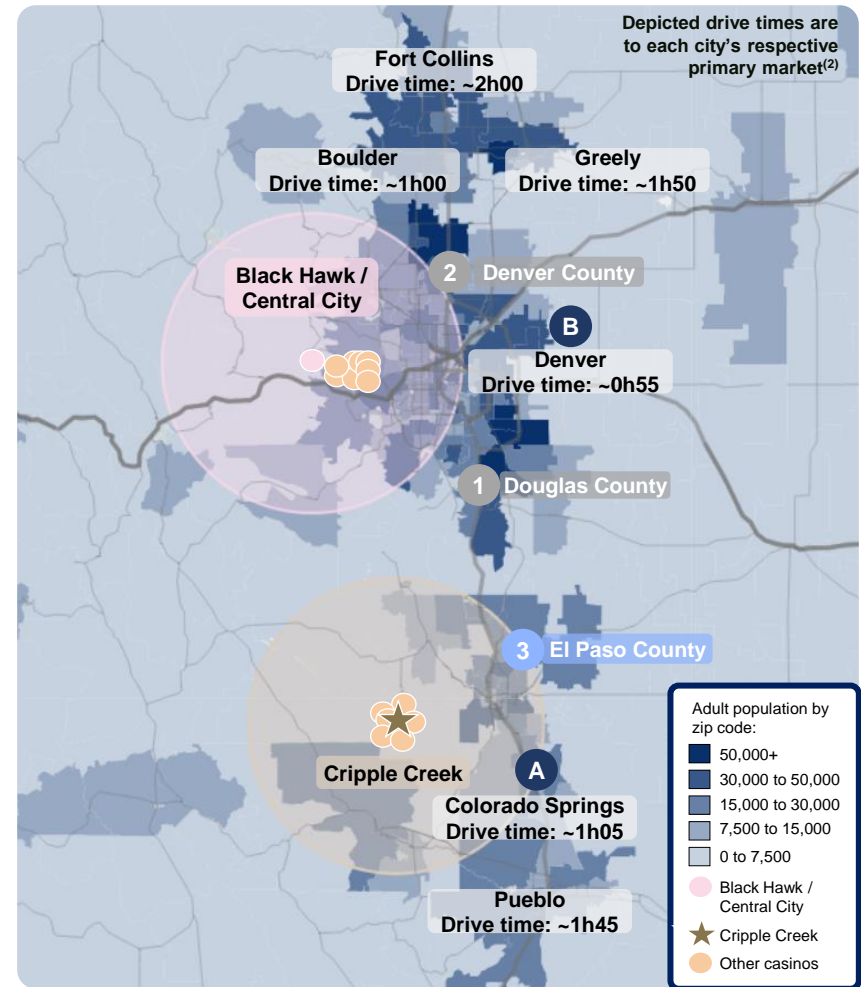 Depicted drive times are
to each city's respective
primary market(2)
Fort Collins
Drive time: ~2h00
Boulder
Drive time: ~1h00
Greely
Drive time: ~1h50
Black Hawk /
Central City
2 Denver County
B
Denver
Drive time: ~0h55
1 Douglas County
3 El Paso County
Cripple Creek
A
Colorado Springs
Drive time: ~1h05
Pueblo
Drive time: ~1h45
Adult population by
zip code:
50,000+
30,000 to 50,000
15,000 to 30,000
7,500 to 15,000
0 to 7,500
Black Hawk /
Central City
Cripple Creek
Other casinos